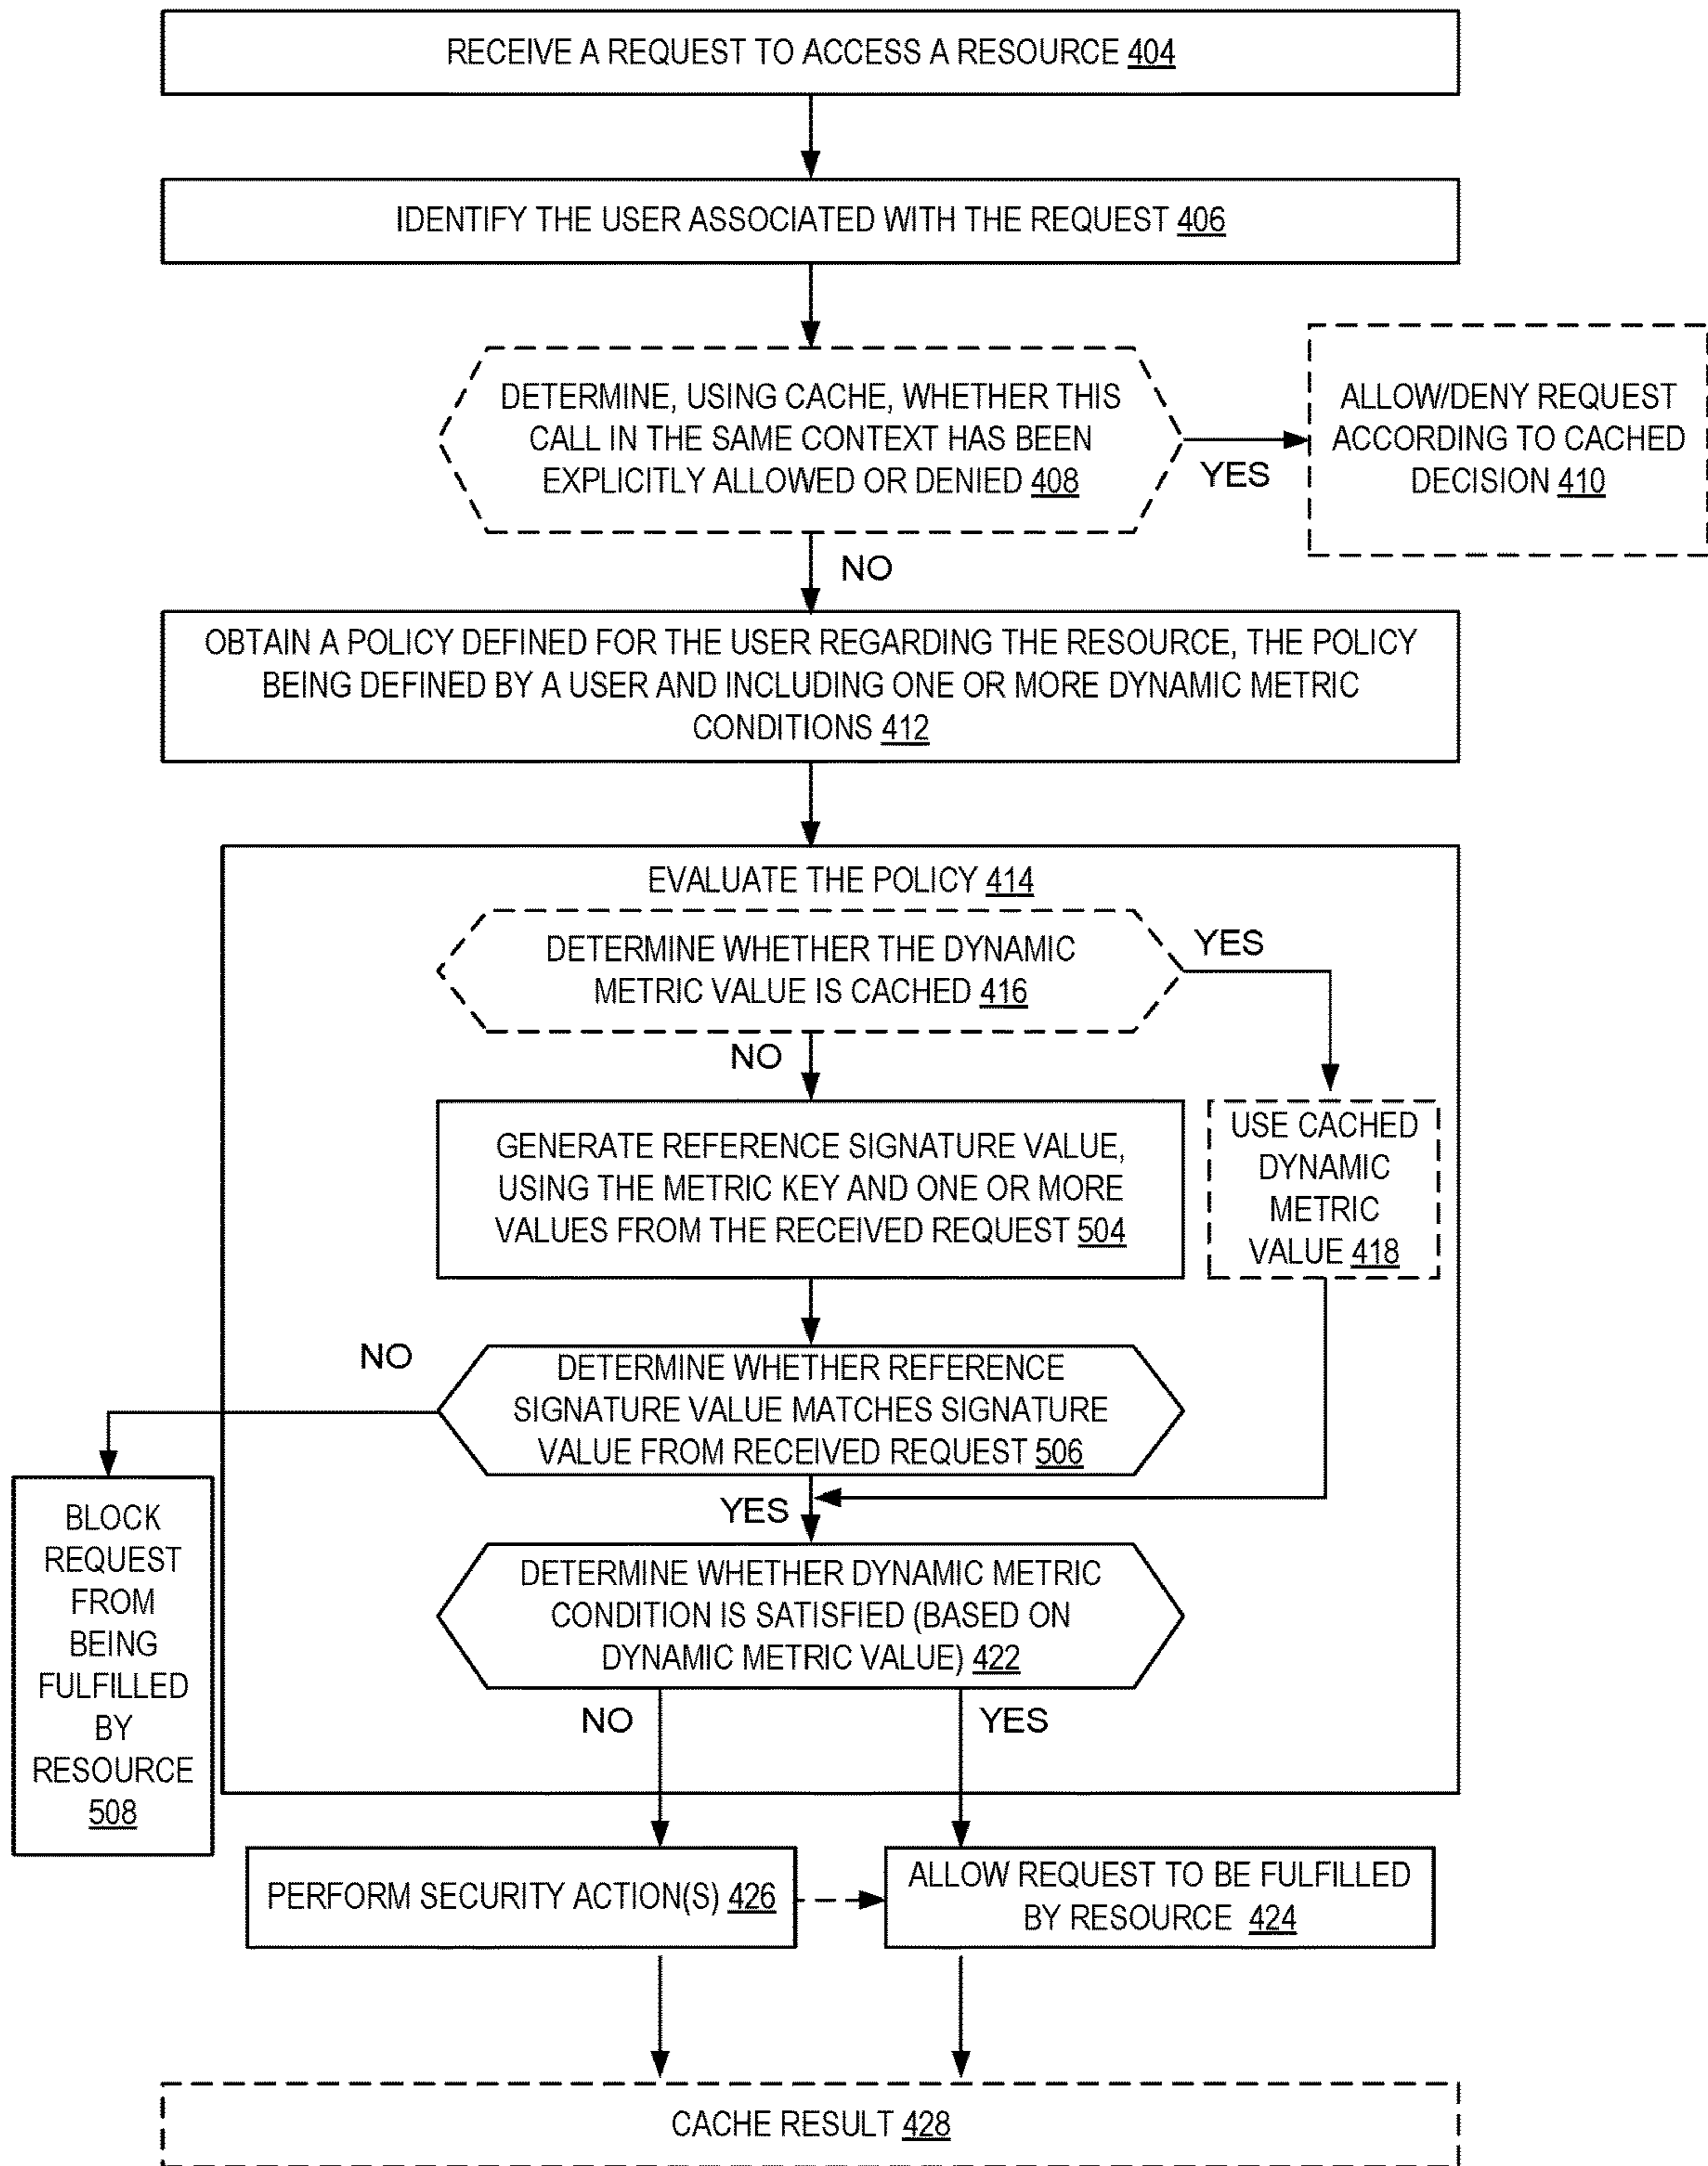 RECEIVE A REQUEST TO ACCESS A RESOURCE 404
IDENTIFY THE USER ASSOCIATED WITH THE REQUEST 406
DETERMINE, USING CACHE, WHETHER THIS
CALL IN THE SAME CONTEXT HAS BEEN
EXPLICITLY ALLOWED OR DENIED 408
YES
ALLOW/DENY REQUEST
ACCORDING TO CACHED
DECISION 410
NO
OBTAIN A POLICY DEFINED FOR THE USER REGARDING THE RESOURCE, THE POLICY
BEING DEFINED BY A USER AND INCLUDING ONE OR MORE DYNAMIC METRIC
CONDITIONS 412
EVALUATE THE POLICY 414
DETERMINE WHETHER THE DYNAMIC
METRIC VALUE IS CACHED 416
YES
NO
GENERATE REFERENCE SIGNATURE VALUE,
USING THE METRIC KEY AND ONE OR MORE
VALUES FROM THE RECEIVED REQUEST 504
USE CACHED
DYNAMIC
METRIC
VALUE 418
NO
DETERMINE WHETHER REFERENCE
SIGNATURE VALUE MATCHES SIGNATURE
VALUE FROM RECEIVED REQUEST 506
YES
BLOCK
REQUEST
FROM
BEING
FULFILLED
BY
RESOURCE
508
DETERMINE WHETHER DYNAMIC METRIC
CONDITION IS SATISFIED (BASED ON
DYNAMIC METRIC VALUE) 422
NO
YES
PERFORM SECURITY ACTION(S) 426
ALLOW REQUEST TO BE FULFILLED
BY RESOURCE 424
CACHE RESULT 428